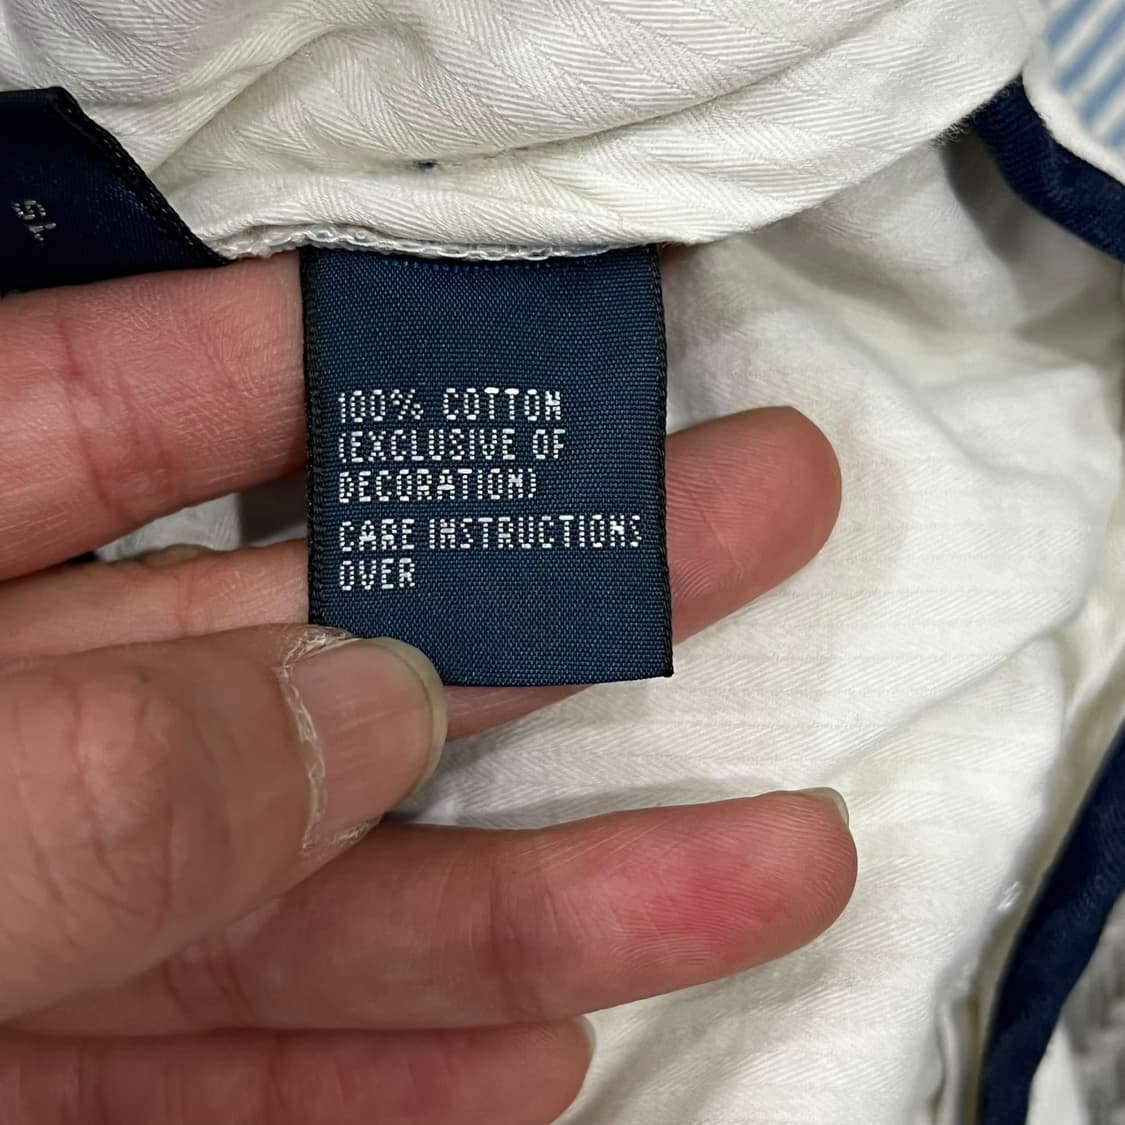 100% COTTON
(EXCLUSIVE OF
DECORATION)
CARE INSTRUCTIONS
OVER